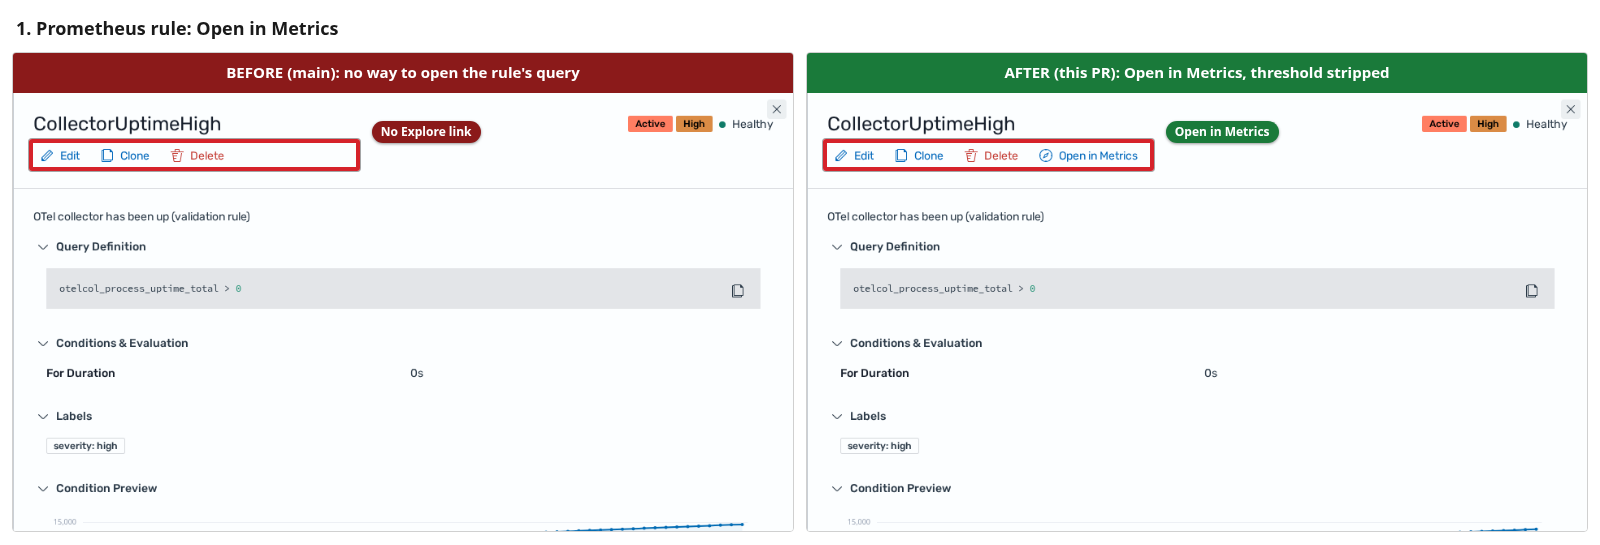 1. Prometheus rule: Open in Metrics
BEFORE (main): no way to open the rule's query
CollectorUptimeHigh
No Explore link
Active High Healthy
Edit Clone Delete
OTel collector has been up (validation rule)
Query Definition
otelcol_process_uptime_total > 0
Conditions & Evaluation
For Duration 0s
Labels
severity: high
Condition Preview
15,000
AFTER (this PR): Open in Metrics, threshold stripped
CollectorUptimeHigh
Open in Metrics
Active High Healthy
Edit Clone Delete Open in Metrics
OTel collector has been up (validation rule)
Query Definition
otelcol_process_uptime_total > 0
Conditions & Evaluation
For Duration 0s
Labels
severity: high
Condition Preview
15,000